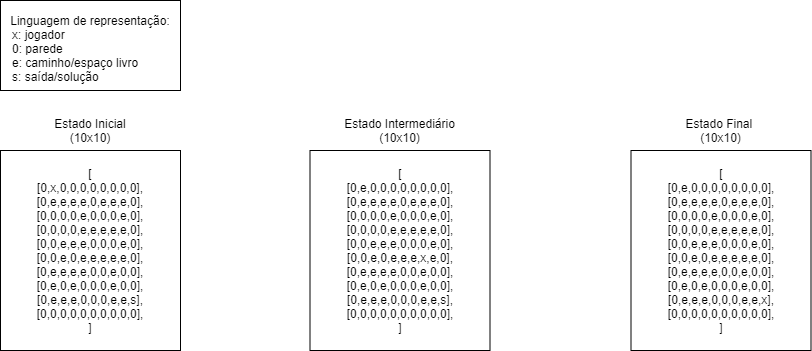 Linguagem de representação:
x: jogador
0: parede
e: caminho/espaço livro
s: saída/solução
Estado Inicial
(10x10)
[
[0,x,0,0,0,0,0,0,0,0],
[0,e,e,e,e,0,e,e,e,0],
[0,0,0,0,e,0,0,0,e,0],
[0,0,0,0,e,e,e,e,e,0],
[0,0,e,e,e,0,0,0,e,0],
[0,0,e,0,e,e,e,e,e,0],
[0,e,e,e,e,0,0,e,0,0],
[0,e,0,e,0,0,0,e,0,0],
[0,e,e,e,0,0,0,e,e,s],
[0,0,0,0,0,0,0,0,0,0],
]
Estado Intermediário
(10x10)
[
[0,e,0,0,0,0,0,0,0,0],
[0,e,e,e,e,0,e,e,e,0],
[0,0,0,0,e,0,0,0,e,0],
[0,0,0,0,e,e,e,e,e,0],
[0,0,e,e,e,0,0,0,e,0],
[0,0,e,0,e,e,e,x,e,0],
[0,e,e,e,e,0,0,e,0,0],
[0,e,0,e,0,0,0,e,0,0],
[0,e,e,e,0,0,0,e,e,s],
[0,0,0,0,0,0,0,0,0,0],
]
Estado Final
(10x10)
[
[0,e,0,0,0,0,0,0,0,0],
[0,e,e,e,e,0,e,e,e,0],
[0,0,0,0,e,0,0,0,e,0],
[0,0,0,0,e,e,e,e,e,0],
[0,0,e,e,e,0,0,0,e,0],
[0,0,e,0,e,e,e,e,e,0],
[0,e,e,e,e,0,0,e,0,0],
[0,e,0,e,0,0,0,e,0,0],
[0,e,e,e,0,0,0,e,e,x],
[0,0,0,0,0,0,0,0,0,0],
]